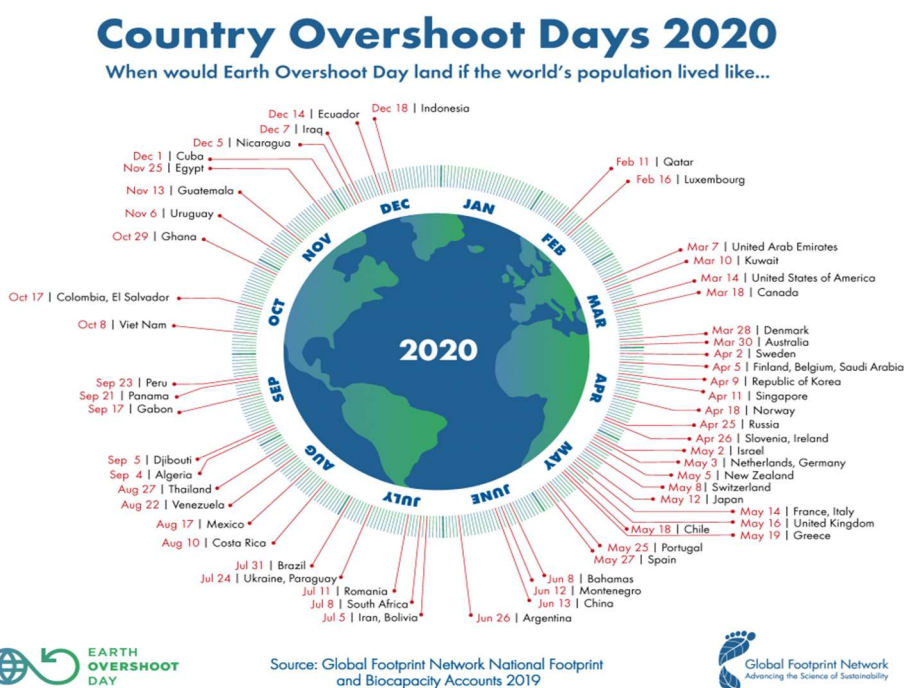 Country Overshoot Days 2020
When would Earth Overshoot Day land if the world's population lived like...
JAN
FEB
MAR
APR
MAY
JUNE
JULY
AUG
SEP
OCT
NOV
DEC
2020
Feb 11 | Qatar
Feb 16 | Luxembourg
Mar 7 | United Arab Emirates
Mar 10 | Kuwait
Mar 14 | United States of America
Mar 18 | Canada
Mar 28 | Denmark
Mar 30 | Australia
Apr 2 | Sweden
Apr 5 | Finland, Belgium, Saudi Arabia
Apr 9 | Republic of Korea
Apr 11 | Singapore
Apr 18 | Norway
Apr 25 | Russia
Apr 26 | Slovenia, Ireland
May 2 | Israel
May 3 | Netherlands, Germany
May 5 | New Zealand
May 8 | Switzerland
May 12 | Japan
May 14 | France, Italy
May 16 | United Kingdom
May 18 | Chile
May 19 | Greece
May 25 | Portugal
May 27 | Spain
Jun 8 | Bahamas
Jun 12 | Montenegro
Jun 13 | China
Jun 26 | Argentina
Jul 5 | Iran, Bolivia
Jul 8 | South Africa
Jul 11 | Romania
Jul 24 | Ukraine, Paraguay
Jul 31 | Brazil
Aug 10 | Costa Rica
Aug 17 | Mexico
Aug 22 | Venezuela
Aug 27 | Thailand
Sep 4 | Algeria
Sep 5 | Djibouti
Sep 17 | Gabon
Sep 21 | Panama
Sep 23 | Peru
Oct 8 | Viet Nam
Oct 17 | Colombia, El Salvador
Oct 29 | Ghana
Nov 6 | Uruguay
Nov 13 | Guatemala
Nov 25 | Egypt
Dec 1 | Cuba
Dec 5 | Nicaragua
Dec 7 | Iraq
Dec 14 | Ecuador
Dec 18 | Indonesia
EARTH
OVERSHOOT
DAY
Source: Global Footprint Network National Footprint
and Biocapacity Accounts 2019
Global Footprint Network
Advancing the Science of Sustainability